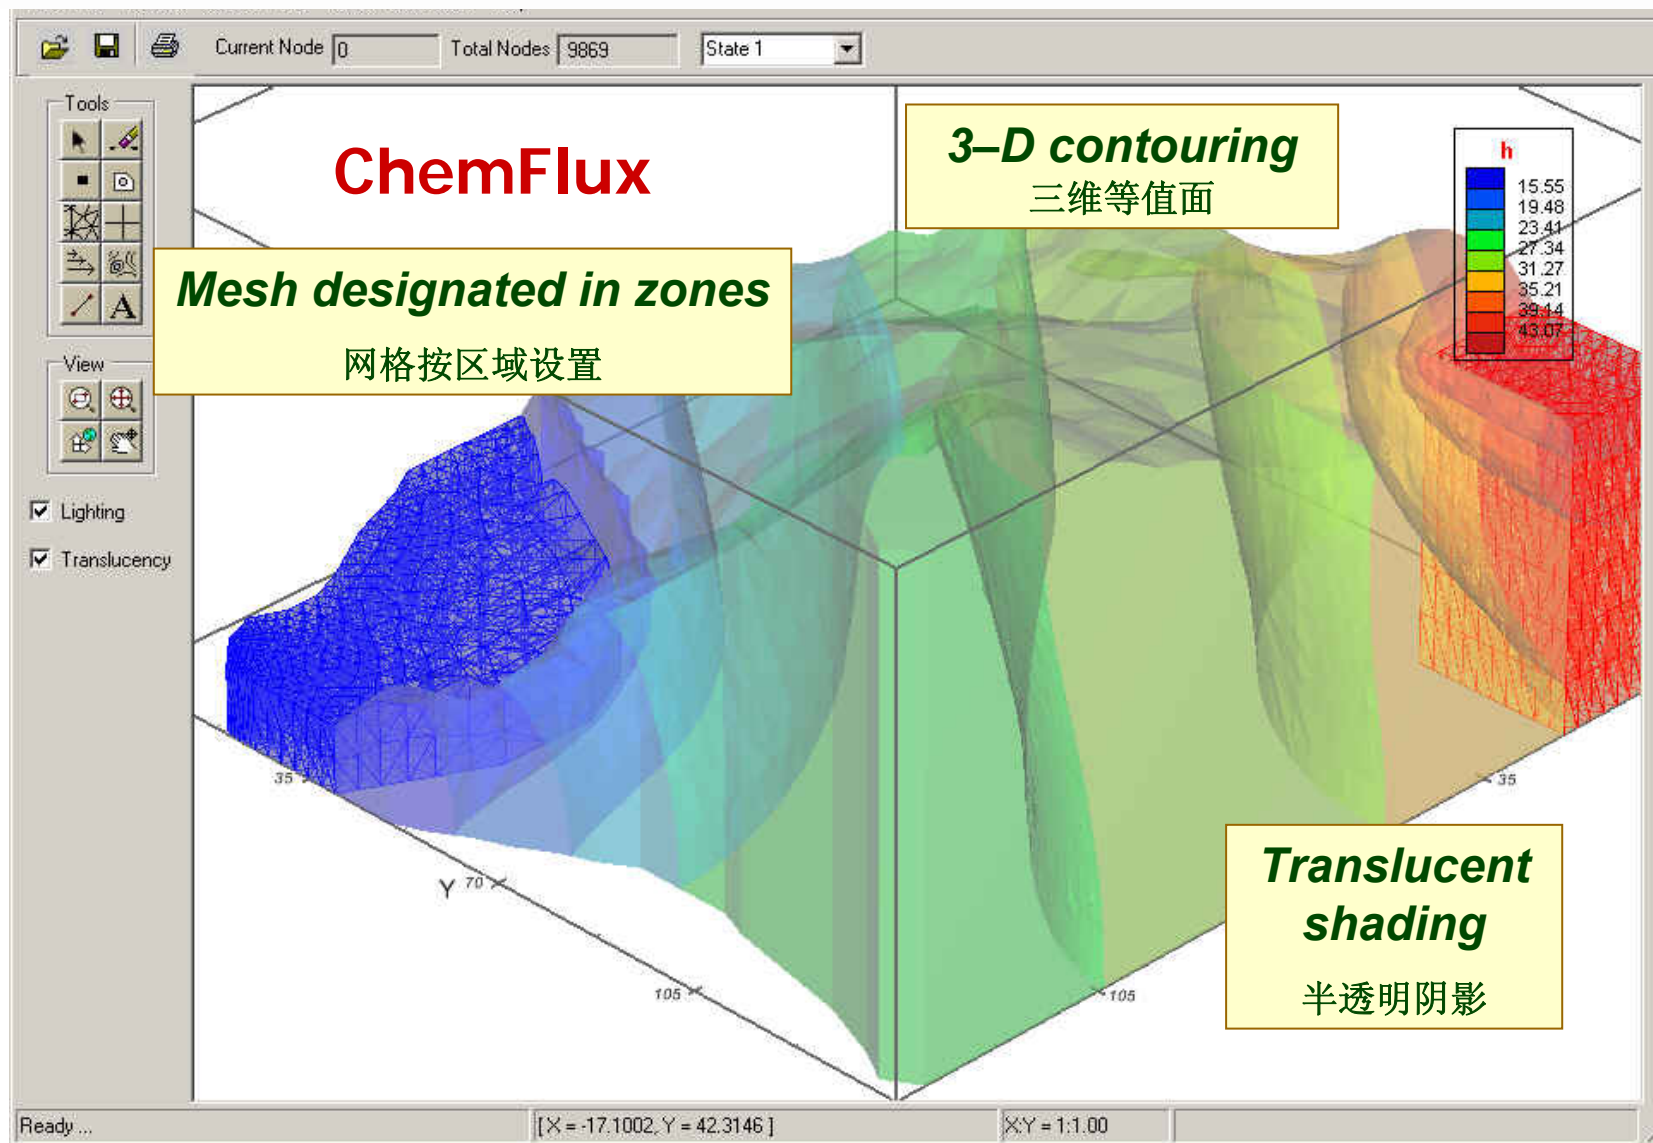 Current Node 0 Total Nodes 9869 State 1
Tools
A
View
Lighting
Translucency
ChemFlux
3–D contouring
三维等值面
Mesh designated in zones
网格按区域设置
h
15.55
19.48
23.41
27.34
31.27
35.21
39.14
43.07
Translucent
shading
半透明阴影
35
Y 70
105
105
35
Ready ... [ X = -17.1002, Y = 42.3146 ] X:Y = 1:1.00